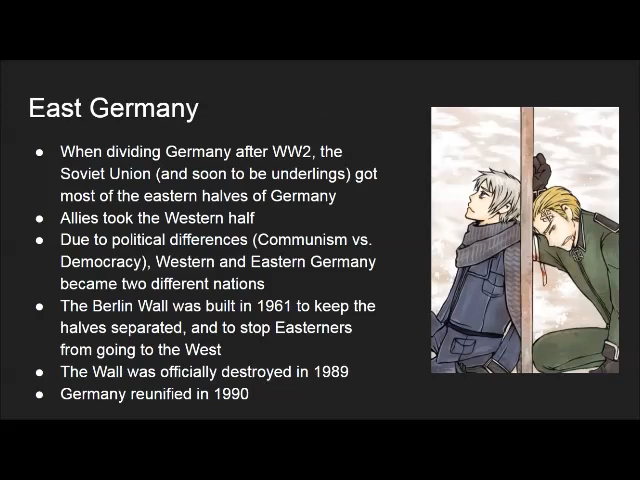 East Germany
● When dividing Germany after WW2, the
Soviet Union (and soon to be underlings) got
most of the eastern halves of Germany
● Allies took the Western half
● Due to political differences (Communism vs.
Democracy), Western and Eastern Germany
became two different nations
● The Berlin Wall was built in 1961 to keep the
halves separated, and to stop Easterners
from going to the West
● The Wall was officially destroyed in 1989
● Germany reunified in 1990